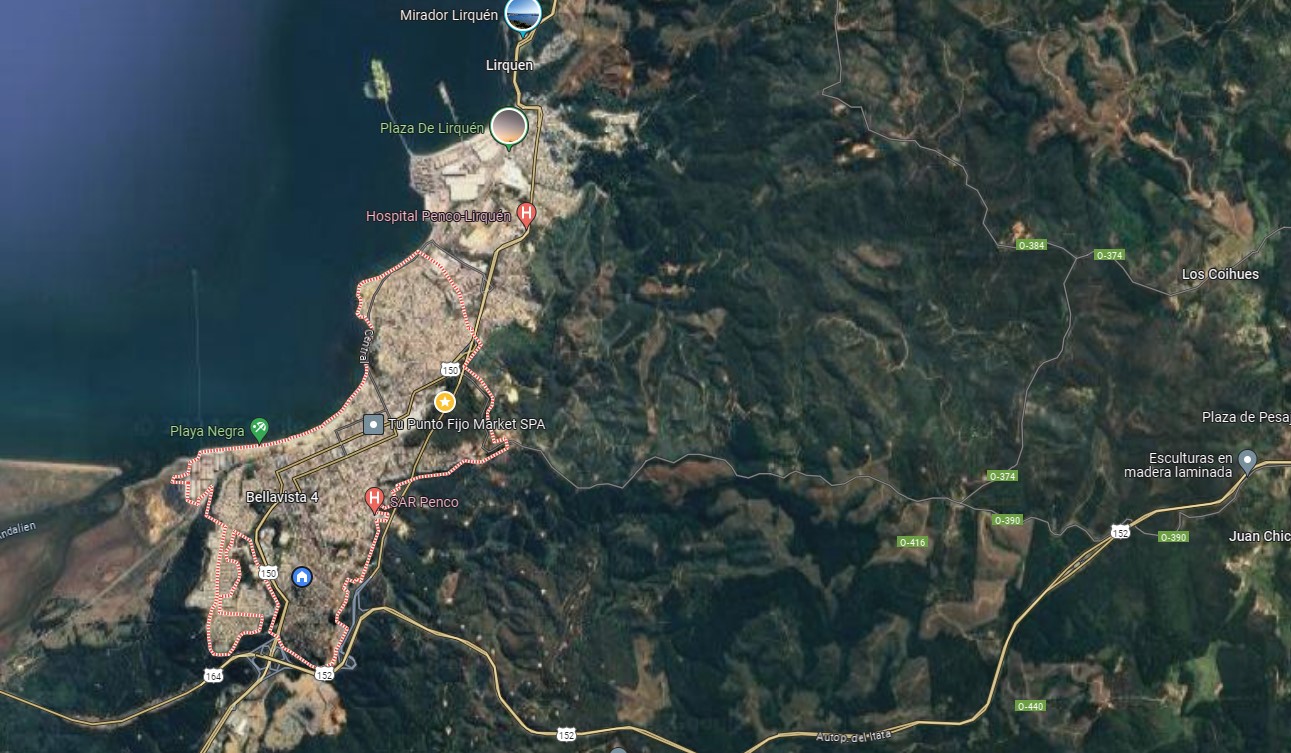 Mirador Lirquén
Lirquen
Plaza De Lirquén
Hospital Penco-Lirquén
H
O-384
O-374
Los Coihues
Central
150
Tu Punto Fijo Market SPA
Plaza de Pesa
Playa Negra
Esculturas en
madera laminada
O-374
Bellavista 4
H
SAR Penco
O-390
152
O-390
Juan Chic
Andalien
O-416
150
164
152
O-440
152
Autop. del Itata